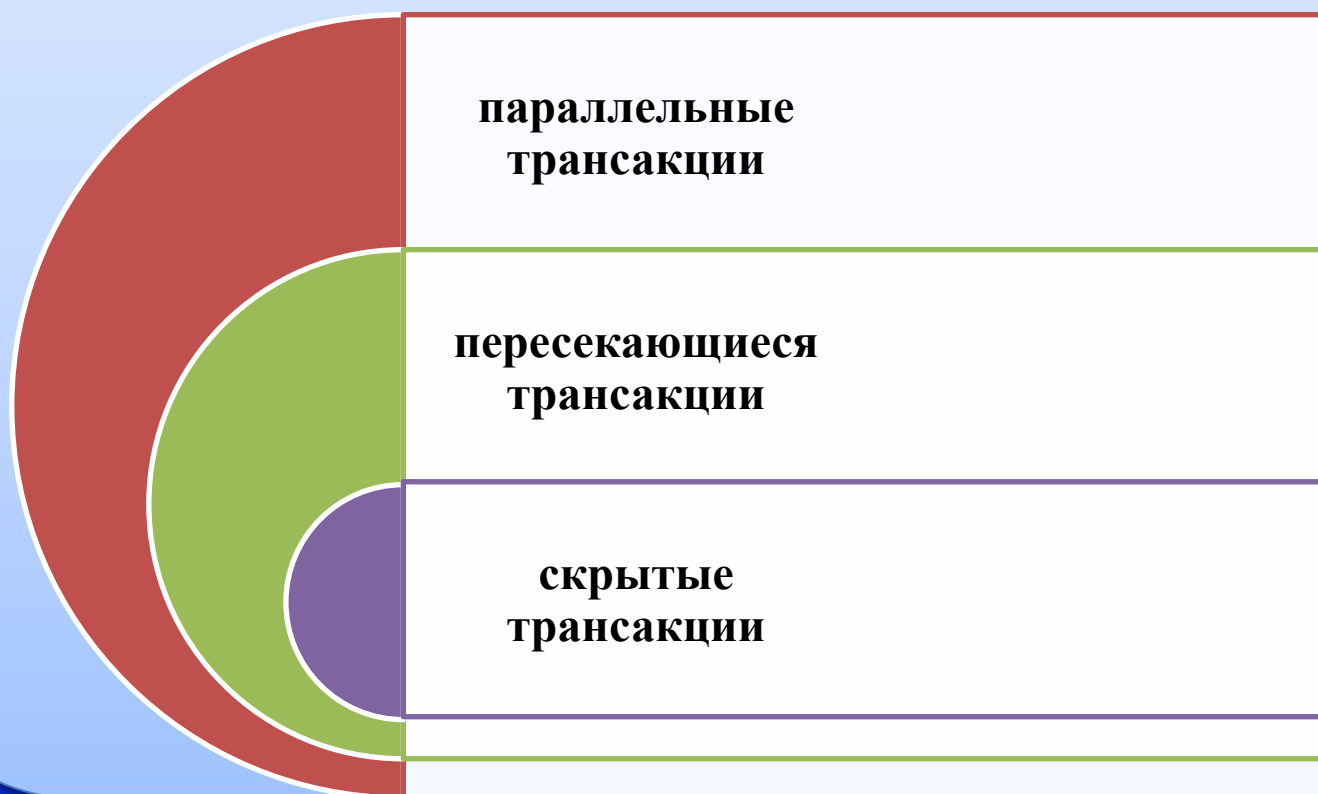 параллельные
трансакции
пересекающиеся
трансакции
скрытые
трансакции